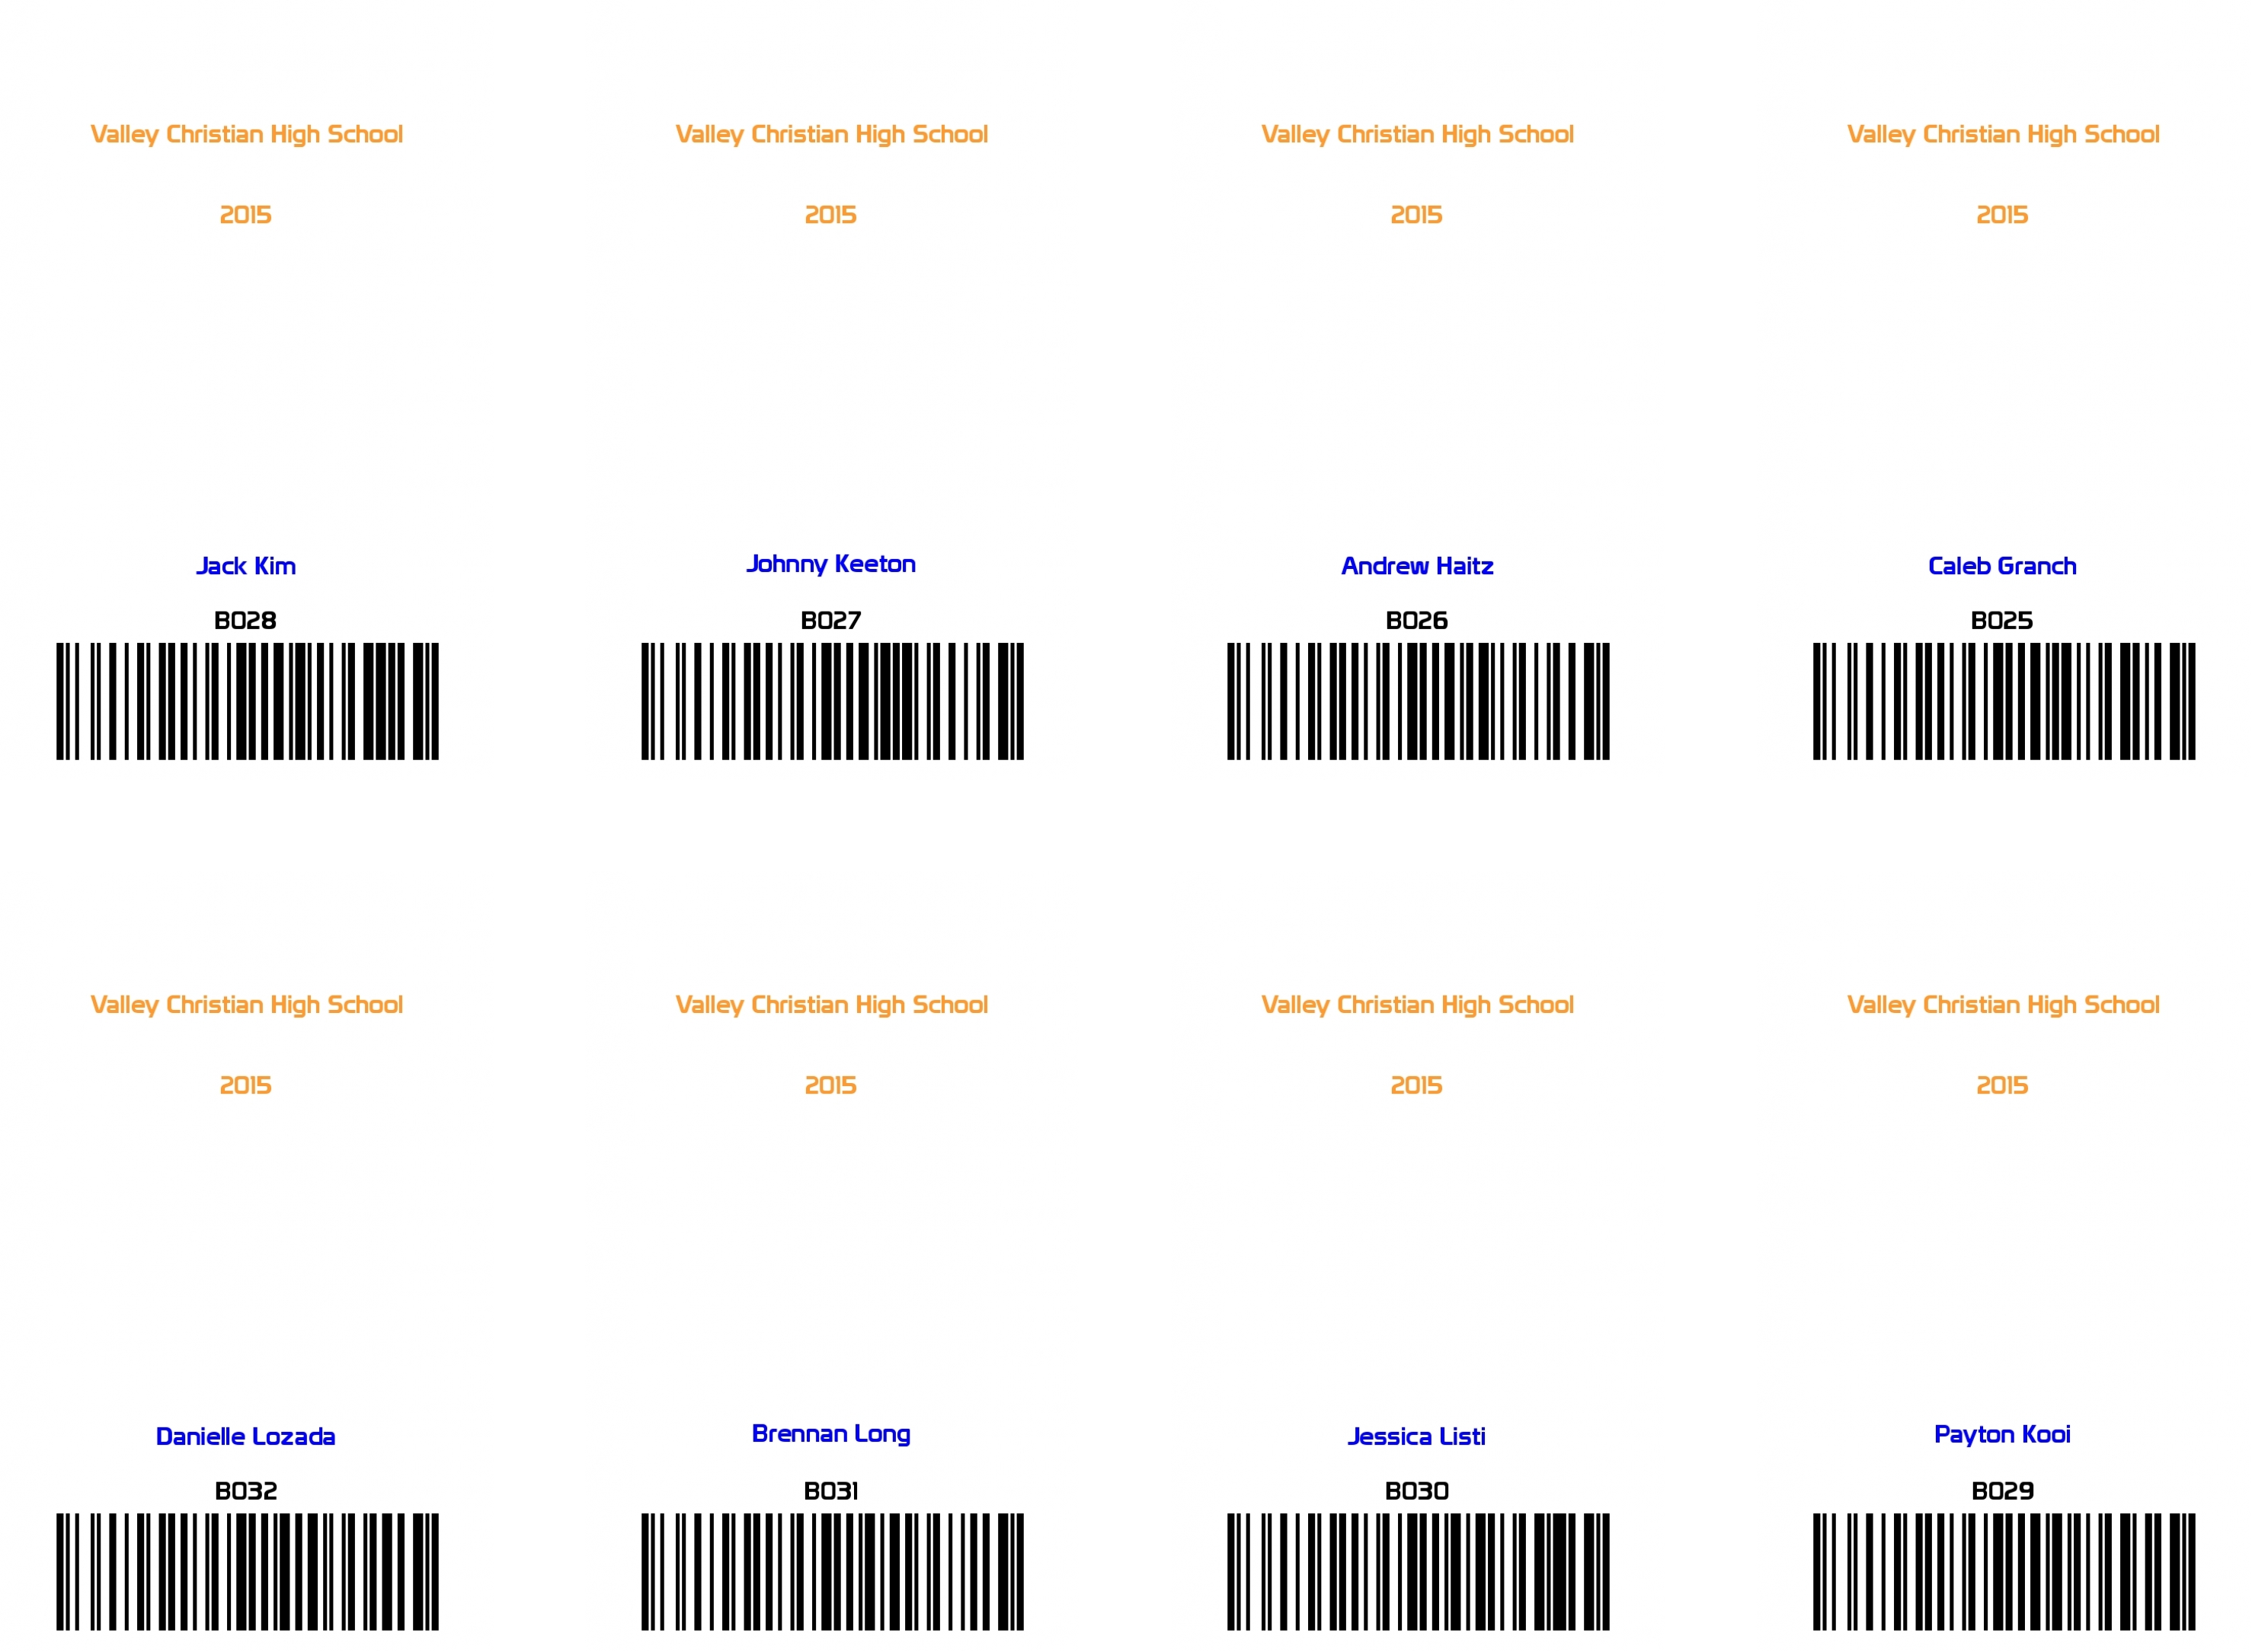 Valley Christian High School
2015
Jack Kim
B028
Valley Christian High School
2015
Johnny Keeton
B027
Valley Christian High School
2015
Andrew Haitz
B026
Valley Christian High School
2015
Caleb Granch
B025
Valley Christian High School
2015
Danielle Lozada
B032
Valley Christian High School
2015
Brennan Long
B031
Valley Christian High School
2015
Jessica Listi
B030
Valley Christian High School
2015
Payton Kooi
B029